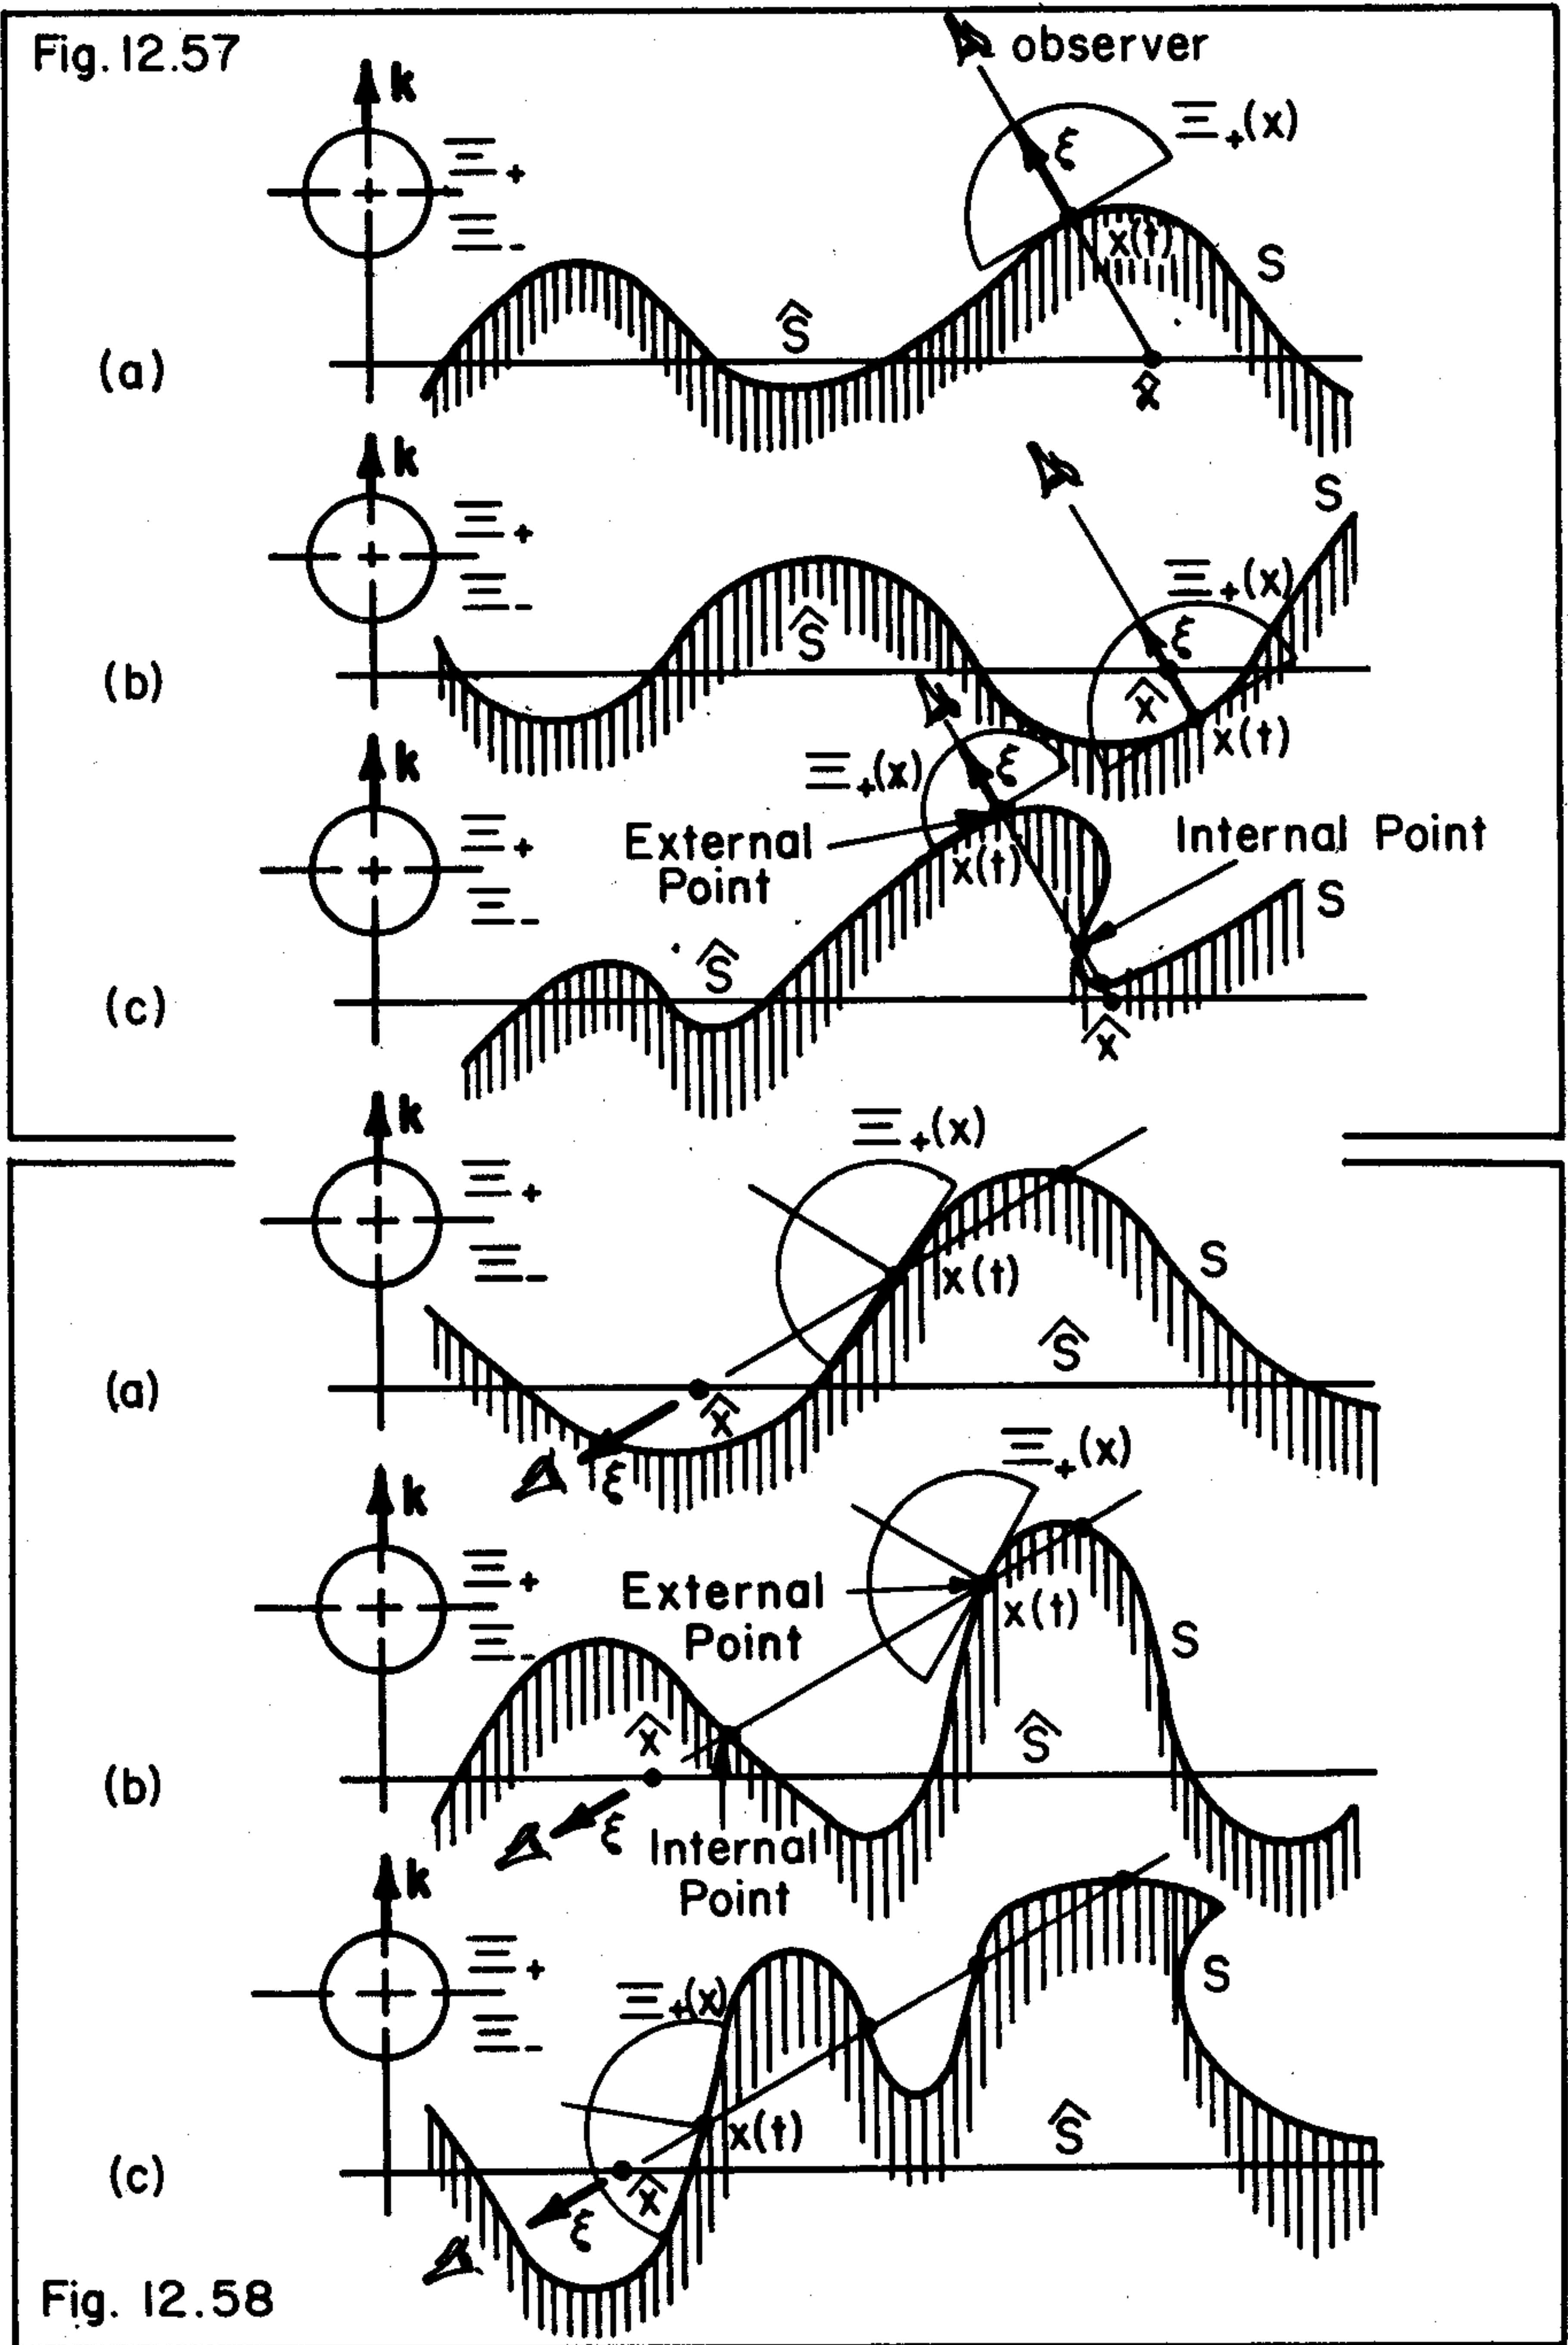 Fig. 12.57
observer
k
Ξ+
Ξ-
Ξ+(x)
ξ
x(t)
S
Ŝ
x̂
(a)
k
Ξ+
Ξ-
S
Ξ+(x)
ξ
Ŝ
x̂
x(t)
(b)
k
Ξ+
Ξ-
Ξ+(x)
ξ
External
Point
x(t)
Internal Point
S
Ŝ
x̂
(c)
k
Ξ+
Ξ-
Ξ+(x)
x(t)
S
Ŝ
x̂
ξ
(a)
k
Ξ+
Ξ-
Ξ+(x)
External
Point
x(t)
S
x̂
Ŝ
ξ
Internal
Point
(b)
k
Ξ+
Ξ-
Ξ+(x)
S
x(t)
Ŝ
x̂
ξ
(c)
Fig. 12.58